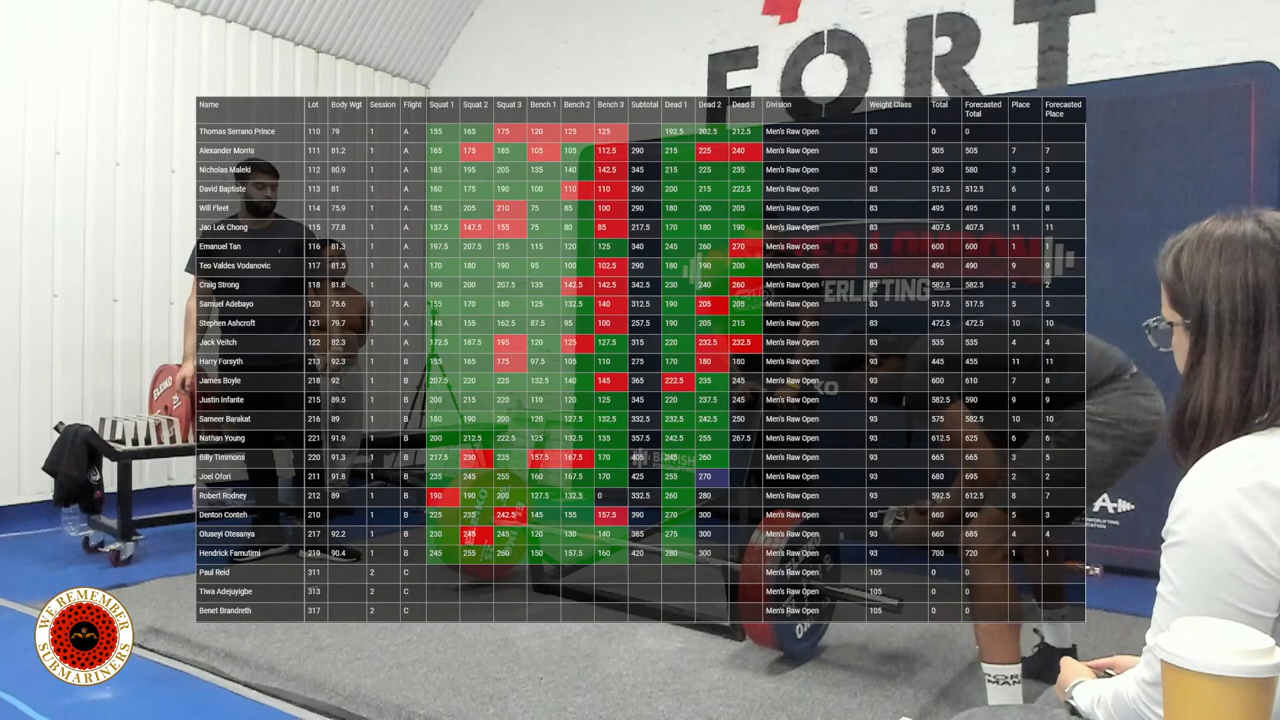 FORT
Name Lot Body Wgt Session Flight Squat 1 Squat 2 Squat 3 Bench 1 Bench 2 Bench 3 Subtotal Dead 1 Dead 2 Dead 3 Division Weight Class Total Forecasted Total Place Forecasted Place
Thomas Serrano Prince 110 79 1 A 155 165 175 120 125 125 192.5 202.5 212.5 Men's Raw Open 83 0 0
Alexander Morris 111 81.2 1 A 165 175 185 105 105 112.5 290 215 225 240 Men's Raw Open 83 505 505 7 7
Nicholas Maleki 112 80.9 1 A 185 195 205 135 140 142.5 345 215 225 235 Men's Raw Open 83 580 580 3 3
David Baptiste 113 81 1 A 160 175 190 100 110 110 290 200 215 222.5 Men's Raw Open 83 512.5 512.5 6 6
Will Fleet 114 75.9 1 A 185 205 210 75 85 100 290 180 200 205 Men's Raw Open 83 495 495 8 8
Jao Lok Chong 115 77.8 1 A 137.5 147.5 155 75 80 85 217.5 170 180 190 Men's Raw Open 83 407.5 407.5 11 11
Emanuel Tan 116 81.3 1 A 197.5 207.5 215 115 120 125 340 245 260 270 Men's Raw Open 83 600 600 1 1
Teo Valdes Vodanovic 117 81.5 1 A 170 180 190 95 100 102.5 290 180 190 200 Men's Raw Open 83 490 490 9 9
Craig Strong 118 81.8 1 A 190 200 207.5 135 142.5 142.5 342.5 230 240 260 Men's Raw Open 83 582.5 582.5 2 2
Samuel Adebayo 120 75.6 1 A 155 170 180 125 132.5 140 312.5 190 205 205 Men's Raw Open 83 517.5 517.5 5 5
Stephen Ashcroft 121 79.7 1 A 145 155 162.5 87.5 95 100 257.5 190 205 215 Men's Raw Open 83 472.5 472.5 10 10
Jack Veitch 122 82.3 1 A 172.5 187.5 195 120 125 127.5 315 220 232.5 232.5 Men's Raw Open 83 535 535 4 4
Harry Forsyth 213 92.3 1 B 155 165 175 97.5 105 110 275 170 180 180 Men's Raw Open 93 445 455 11 11
James Boyle 218 92 1 B 207.5 220 225 132.5 140 145 365 222.5 235 245 Men's Raw Open 93 600 610 7 8
Justin Infante 215 89.5 1 B 200 215 220 110 120 125 345 220 237.5 245 Men's Raw Open 93 582.5 590 9 9
Sameer Barakat 216 89 1 B 180 190 200 120 127.5 132.5 332.5 232.5 242.5 250 Men's Raw Open 93 575 582.5 10 10
Nathan Young 221 91.9 1 B 200 212.5 222.5 125 132.5 135 357.5 242.5 255 267.5 Men's Raw Open 93 612.5 625 6 6
Billy Timmons 220 91.3 1 B 217.5 230 235 157.5 167.5 170 405 245 260 Men's Raw Open 93 665 665 3 5
Joel Ofori 211 91.8 1 B 235 245 255 160 167.5 170 425 255 270 Men's Raw Open 93 680 695 2 2
Robert Rodney 212 89 1 B 190 190 200 127.5 132.5 0 332.5 260 280 Men's Raw Open 93 592.5 612.5 8 7
Denton Conteh 210 1 B 225 235 242.5 145 155 157.5 390 270 300 Men's Raw Open 93 660 690 5 3
Oluseyi Otesanya 217 92.2 1 B 230 245 245 120 130 140 385 275 300 Men's Raw Open 93 660 685 4 4
Hendrick Famutimi 219 90.4 1 B 245 255 260 150 157.5 160 420 280 300 Men's Raw Open 93 700 720 1 1
Paul Reid 311 2 C Men's Raw Open 105 0 0
Tiwa Adejuyigbe 313 2 C Men's Raw Open 105 0 0
Benet Brandreth 317 2 C Men's Raw Open 105 0 0
WE REMEMBER
SUBMARINERS